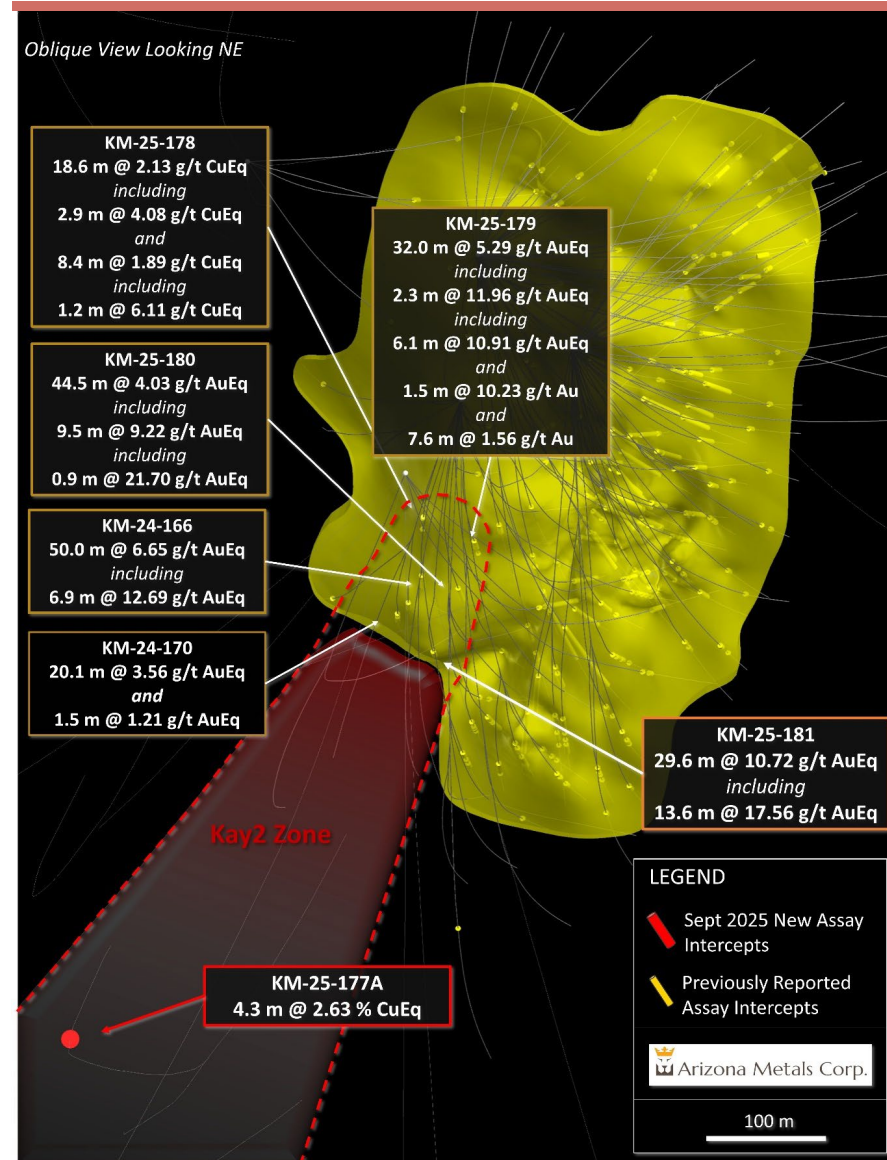 Oblique View Looking NE
KM-25-178
18.6 m @ 2.13 g/t CuEq
including
2.9 m @ 4.08 g/t CuEq
and
8.4 m @ 1.89 g/t CuEq
including
1.2 m @ 6.11 g/t CuEq
KM-25-179
32.0 m @ 5.29 g/t AuEq
including
2.3 m @ 11.96 g/t AuEq
including
6.1 m @ 10.91 g/t AuEq
and
1.5 m @ 10.23 g/t Au
and
7.6 m @ 1.56 g/t Au
KM-25-180
44.5 m @ 4.03 g/t AuEq
including
9.5 m @ 9.22 g/t AuEq
including
0.9 m @ 21.70 g/t AuEq
KM-24-166
50.0 m @ 6.65 g/t AuEq
including
6.9 m @ 12.69 g/t AuEq
KM-24-170
20.1 m @ 3.56 g/t AuEq
and
1.5 m @ 1.21 g/t AuEq
KM-25-181
29.6 m @ 10.72 g/t AuEq
including
13.6 m @ 17.56 g/t AuEq
Kay2 Zone
KM-25-177A
4.3 m @ 2.63 % CuEq
LEGEND
Sept 2025 New Assay
Intercepts
Previously Reported
Assay Intercepts
Arizona Metals Corp.
100 m